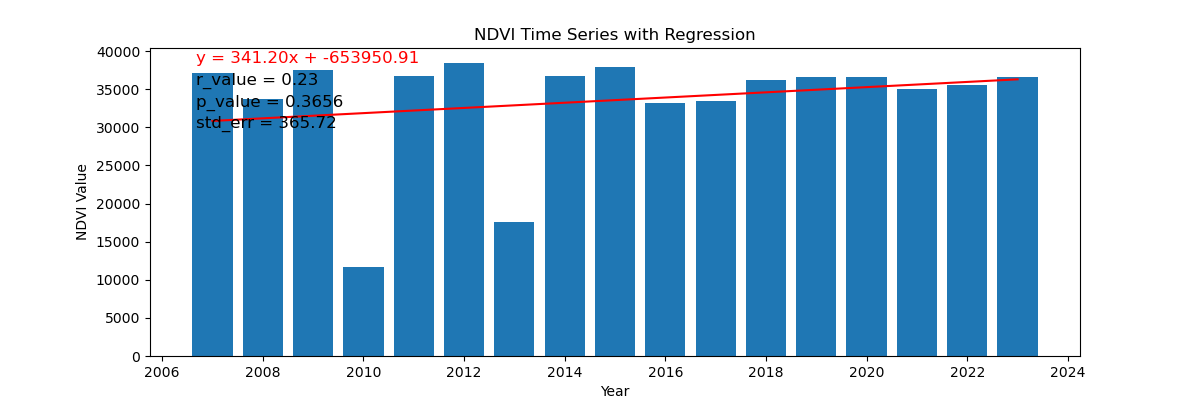 NDVI Time Series with Regression
y = 341.20x + -653950.91
r_value = 0.23
p_value = 0.3656
std_err = 365.72
40000
35000
30000
25000
20000
15000
10000
5000
0
NDVI Value
2006 2008 2010 2012 2014 2016 2018 2020 2022 2024
Year